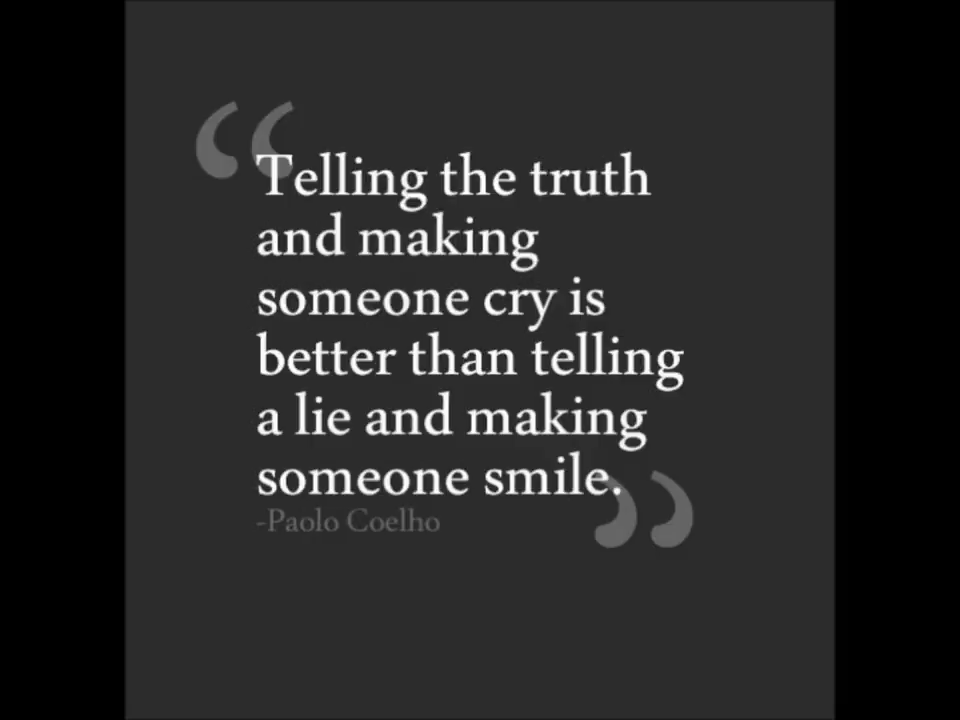 “Telling the truth
and making
someone cry is
better than telling
a lie and making
someone smile.”
-Paolo Coelho